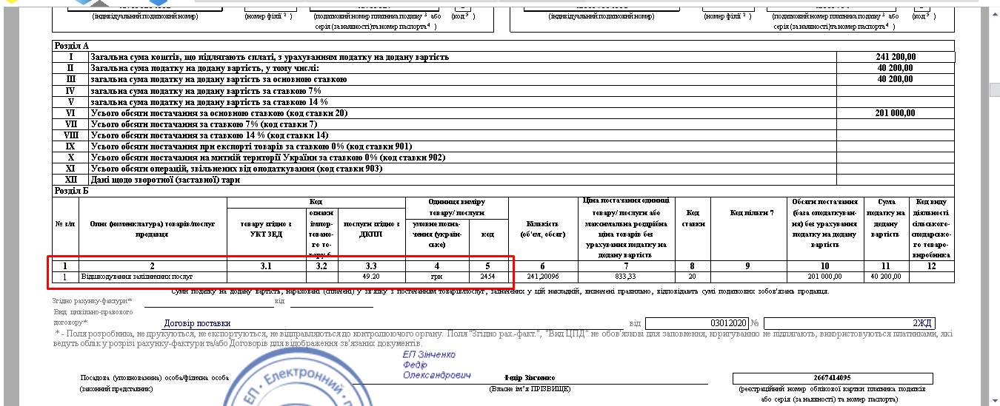 (індивідуальний податковий номер) (номер філії ² ) (податковий номер платника податку ³ або (код ⁵ ) (індивідуальний податковий номер) (номер філії ² ) (податковий номер платника податку ³ або (код ⁵ )
серія (за наявності) та номер паспорта⁴ ) серія (за наявності) та номер паспорта⁴ )
Розділ А
I Загальна сума коштів, що підлягають сплаті, з урахуванням податку на додану вартість 241 200,00
II Загальна сума податку на додану вартість, у тому числі: 40 200,00
III загальна сума податку на додану вартість за основною ставкою 40 200,00
IV загальна сума податку на додану вартість за ставкою 7%
V загальна сума податку на додану вартість за ставкою 14 %
VI Усього обсяги постачання за основною ставкою (код ставки 20) 201 000,00
VII Усього обсяги постачання за ставкою 7% (код ставки 7)
VIII Усього обсяги постачання за ставкою 14 % (код ставки 14)
IX Усього обсяги постачання при експорті товарів за ставкою 0% (код ставки 901)
X Усього обсяги постачання на митній території України за ставкою 0% (код ставки 902)
XI Усього обсяги операцій, звільнених від оподаткування (код ставки 903)
XII Дані щодо зворотної (заставної) тари
Розділ Б
№ з/п
Опис (номенклатура) товарів/послуг
продавця
Код
товару згідно з
УКТ ЗЕД
ознаки
імпор-
товано-
го то-
вару 6
послуги згідно з
ДКПП
Одиниця виміру
товару/ послуги
умовне позна-
чення (україн-
ське)
код
Кількість
(об'єм, обсяг)
Ціна постачання одиниці
товару/ послуги або
максимальна роздрібна
ціна товарів без
урахування податку на
додану вартість
Код
ставки
Код пільги 7
Обсяги постачання
(база оподаткуван-
ня) без урахування
податку на додану
вартість
Сума
податку на
додану
вартість
Код виду
діяльності
сільського-
сподарсько-
го товаро-
виробника
1 2 3.1 3.2 3.3 4 5 6 7 8 9 10 11 12
1 Відшкодування залізничних послуг 49.20 грн 2454 241,20096 833,33 20 201 000,00 40 200,00
Суми податку на додану вартість, нараховані (сплачені) у зв'язку з постачанням товарів/послуг, зазначених у цій накладній, визначені правильно, відповідають сумі податкових зобов'язань продавця.
Згідно рахунку-фактури* від
Вид цивільно-правового
договору* Договір поставки від 03012020 № 2ЖД
* - Поля розробника, не друкуються, не експортуються, не відправляються до контролюючого органу. Поля "Згідно рах.-факт.", "Вид ЦПД" не обов'язкові для заповнення, коригуванню не підлягають, використовуються платниками, які
ведуть облік у розрізі рахунку-фактури та/або Договорів для відображення зв'язаних документів.
ЕП Зінченко
Федір
Олександрович
ЕП • Електронний
Посадова (уповноважена) особа/фізична особа Федір Зінченко 2667414095
(законний представник) (Власне ім’я ПРІЗВИЩЕ) (реєстраційний номер облікової картки платника податків
або серія (за наявності) та номер паспорта)